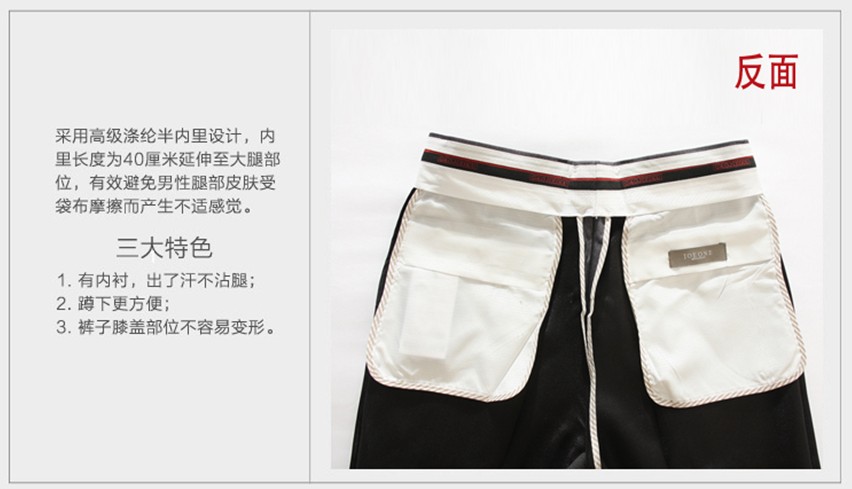 采用高级涤纶半内里设计，内
里长度为40厘米延伸至大腿部
位，有效避免男性腿部皮肤受
袋布摩擦而产生不适感觉。
三大特色
1. 有内衬，出了汗不沾腿；
2. 蹲下更方便；
3. 裤子膝盖部位不容易变形。
反面
JOEONE